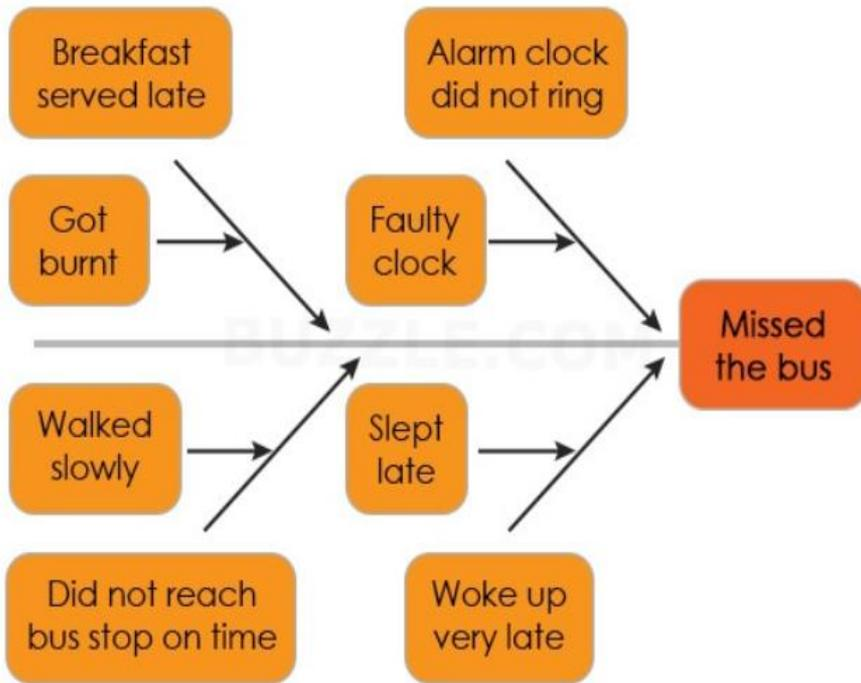 Breakfast
served late
Alarm clock
did not ring
Got
burnt
Faulty
clock
Missed
the bus
BUZZLE.COM
Walked
slowly
Slept
late
Did not reach
bus stop on time
Woke up
very late